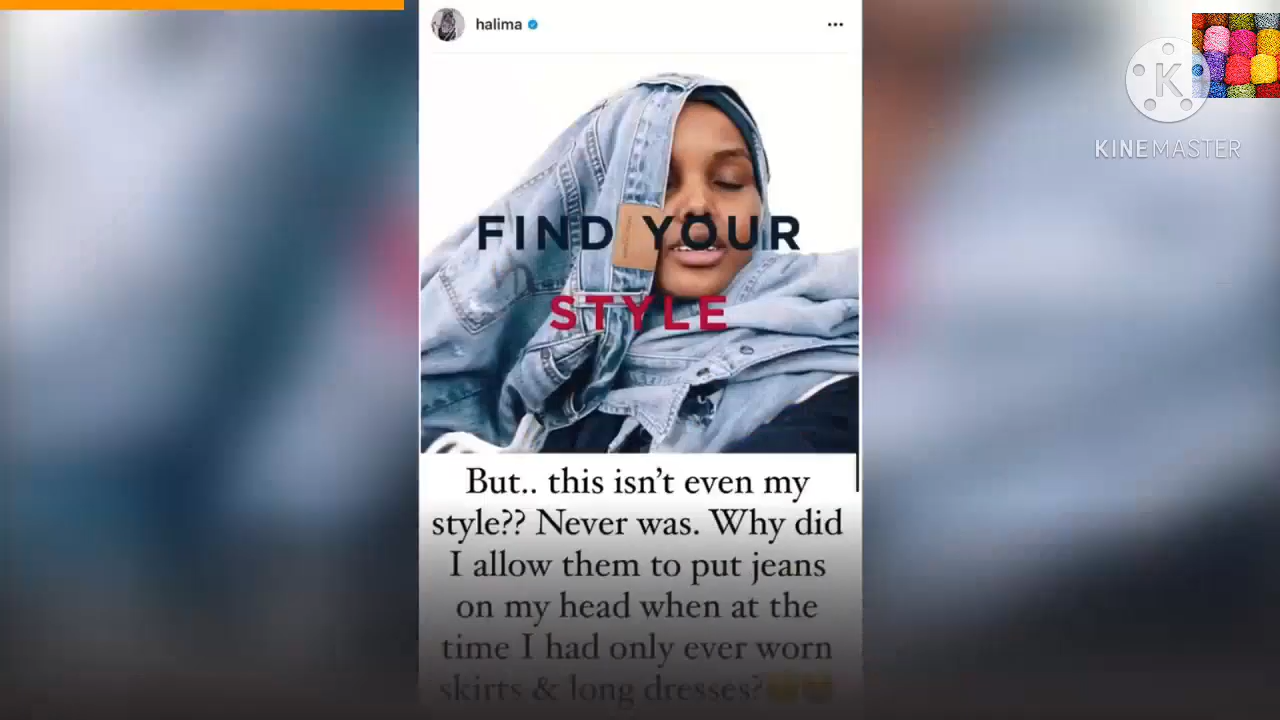 halima
KINEMASTER
FIND YOUR
STYLE
But.. this isn't even my
style?? Never was. Why did
I allow them to put jeans
on my head when at the
time I had only ever worn
skirts & long dresses?